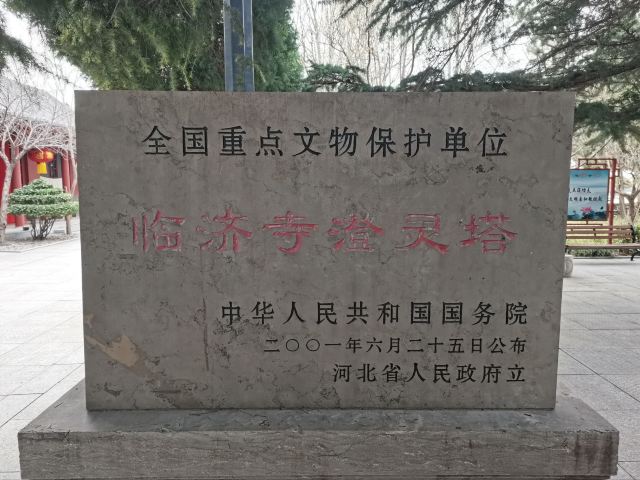 全国重点文物保护单位
临济寺澄灵塔
中华人民共和国国务院
二〇〇一年六月二十五日公布
河北省人民政府立